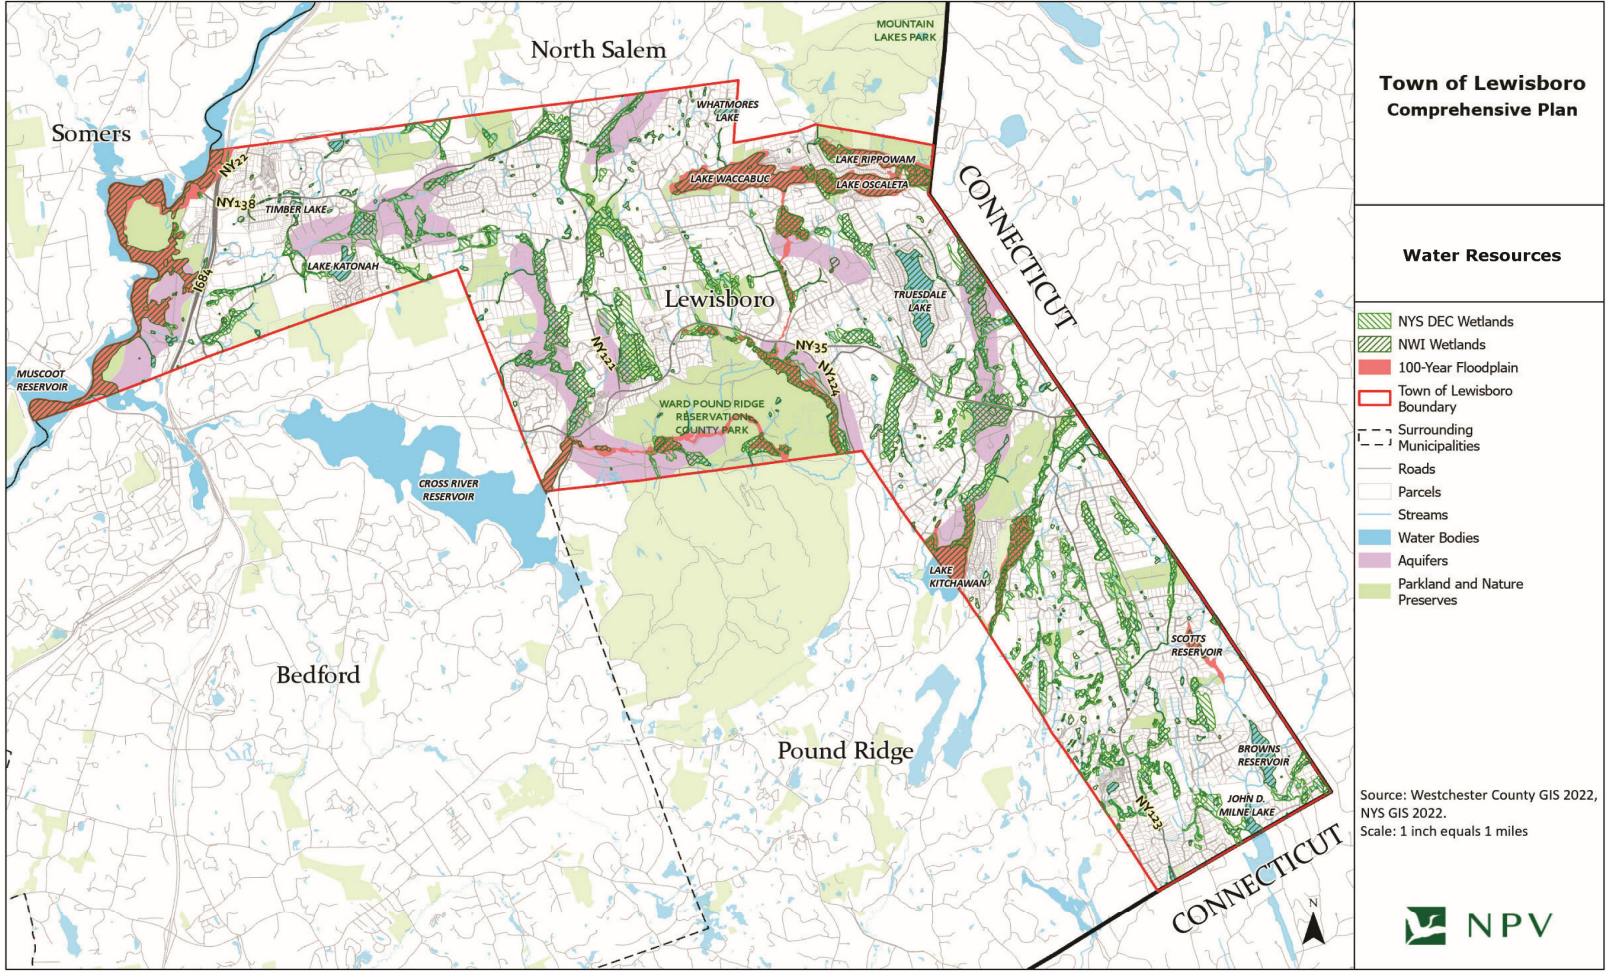 MOUNTAIN
LAKES PARK
North Salem
Somers
WHATMORES
LAKE
NY22
LAKE RIPPOWAM
LAKE WACCABUC
LAKE OSCALETA
NY138
TIMBER LAKE
CONNECTICUT
LAKE KATONAH
I684
Lewisboro
TRUESDALE
LAKE
NY121
NY35
NY124
MUSCOOT
RESERVOIR
WARD POUND RIDGE
RESERVATION
COUNTY PARK
CROSS RIVER
RESERVOIR
LAKE
KITCHAWAN
SCOTTS
RESERVOIR
Bedford
Pound Ridge
BROWNS
RESERVOIR
JOHN D.
MILNE LAKE
NY123
CONNECTICUT
N
Town of Lewisboro
Comprehensive Plan
Water Resources
NYS DEC Wetlands
NWI Wetlands
100-Year Floodplain
Town of Lewisboro
Boundary
Surrounding
Municipalities
Roads
Parcels
Streams
Water Bodies
Aquifers
Parkland and Nature
Preserves
Source: Westchester County GIS 2022,
NYS GIS 2022.
Scale: 1 inch equals 1 miles
NPV